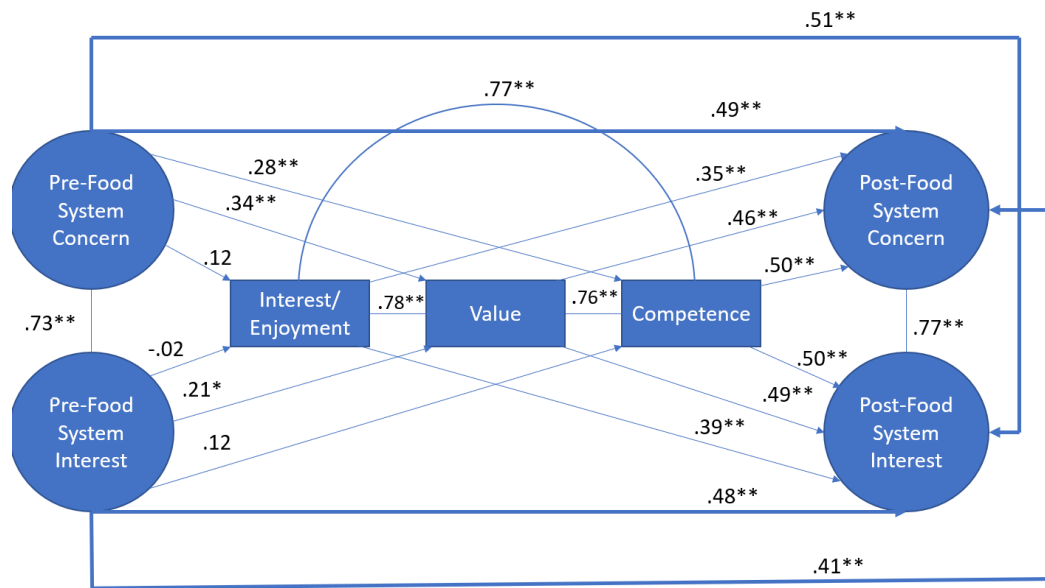 .51**
.77**
.49**
Pre-Food
System
Concern
.28**
.34**
.12
.35**
.46**
.50**
Post-Food
System
Concern
Interest/
Enjoyment
.78**
Value
.76**
Competence
.73**
.77**
-.02
.21*
.12
Pre-Food
System
Interest
.50**
.49**
.39**
Post-Food
System
Interest
.48**
.41**